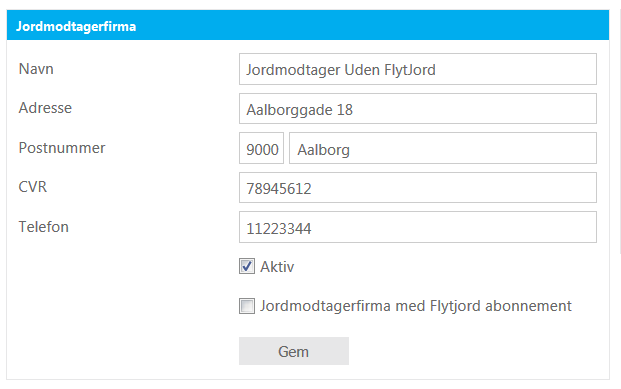 Jordmodtagerfirma
Navn Jordmodtager Uden FlytJord
Adresse Aalborggade 18
Postnummer 9000 Aalborg
CVR 78945612
Telefon 11223344
Aktiv
Jordmodtagerfirma med Flytjord abonnement
Gem